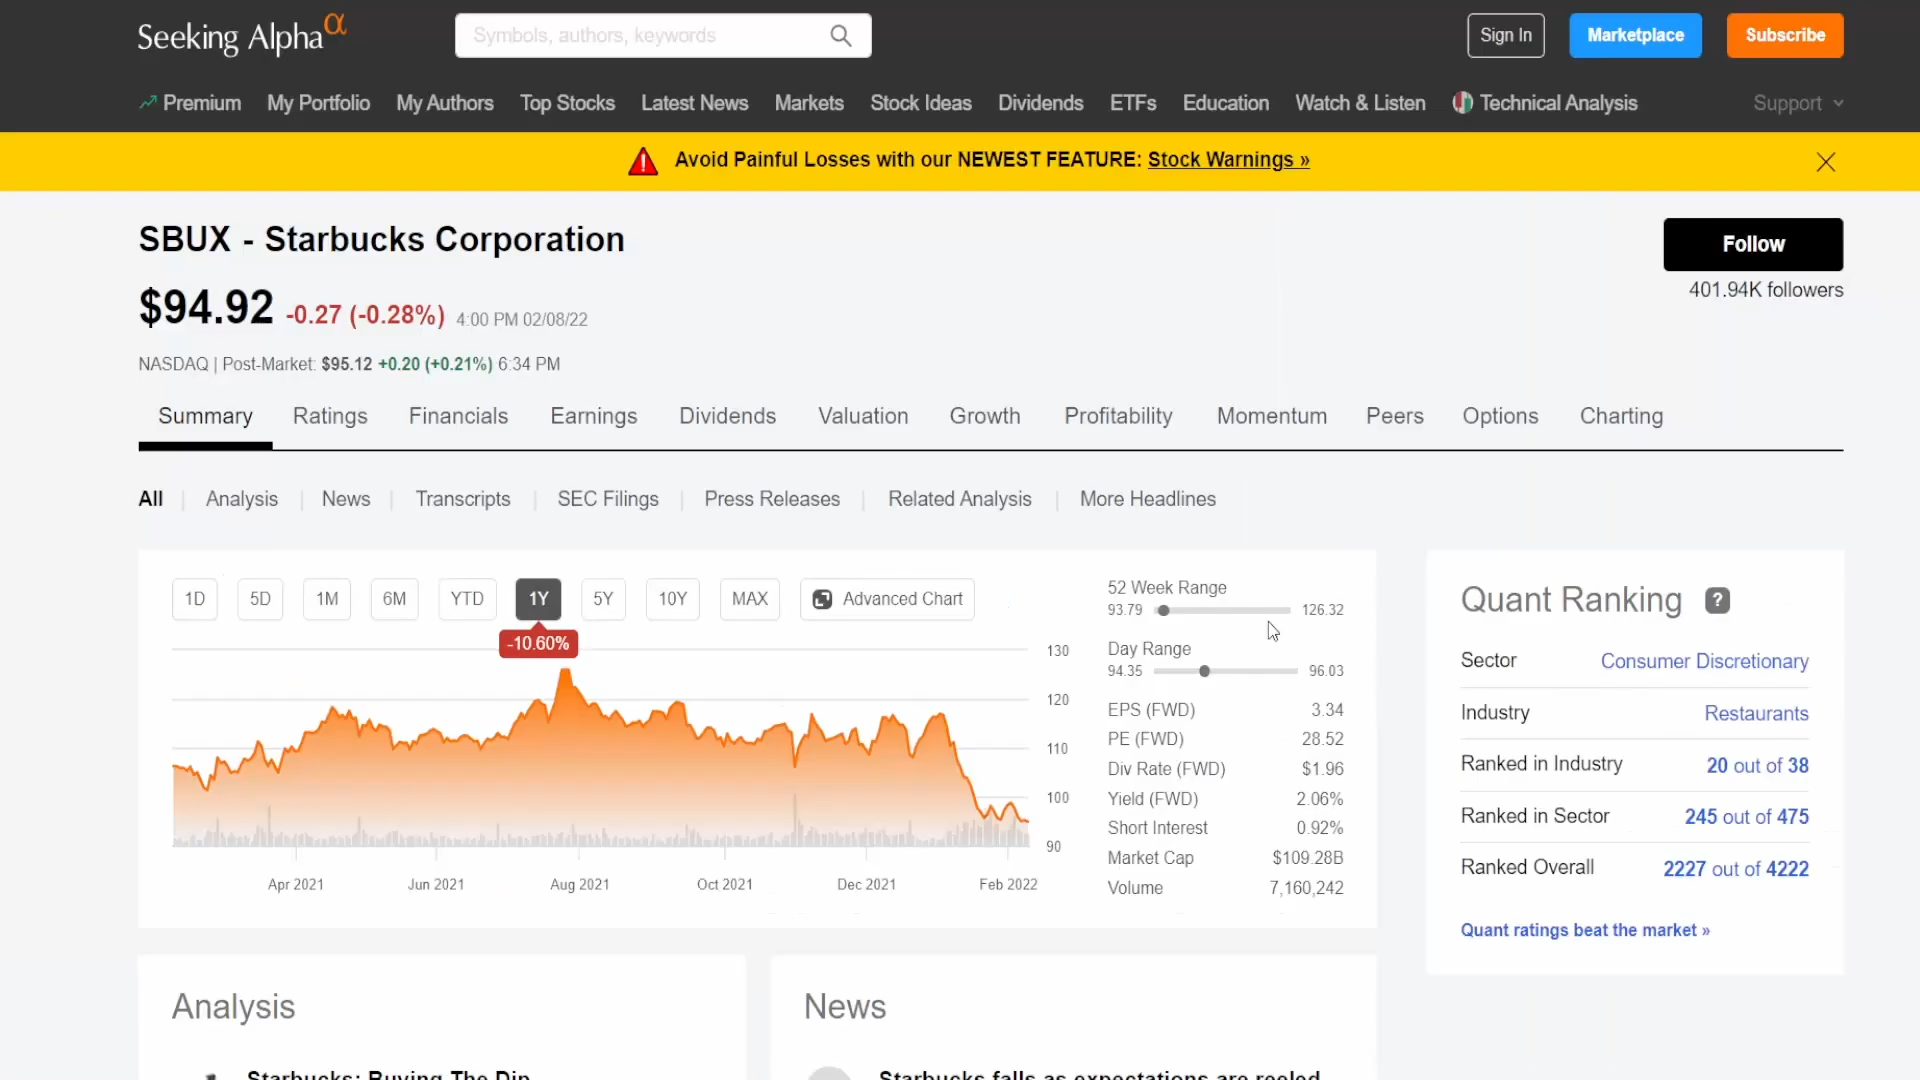 Seeking Alpha α
Symbols, authors, keywords
Sign In
Marketplace
Subscribe
Premium My Portfolio My Authors Top Stocks Latest News Markets Stock Ideas Dividends ETFs Education Watch & Listen Technical Analysis Support
Avoid Painful Losses with our NEWEST FEATURE: Stock Warnings »
SBUX - Starbucks Corporation
Follow
401.94K followers
$94.92 -0.27 (-0.28%) 4:00 PM 02/08/22
NASDAQ | Post-Market: $95.12 +0.20 (+0.21%) 6:34 PM
Summary Ratings Financials Earnings Dividends Valuation Growth Profitability Momentum Peers Options Charting
All | Analysis | News | Transcripts | SEC Filings | Press Releases | Related Analysis | More Headlines
1D 5D 1M 6M YTD 1Y 5Y 10Y MAX Advanced Chart
-10.60%
130
120
110
100
90
Apr 2021 Jun 2021 Aug 2021 Oct 2021 Dec 2021 Feb 2022
52 Week Range
93.79 126.32
Day Range
94.35 96.03
EPS (FWD) 3.34
PE (FWD) 28.52
Div Rate (FWD) $1.96
Yield (FWD) 2.06%
Short Interest 0.92%
Market Cap $109.28B
Volume 7,160,242
Quant Ranking ?
Sector Consumer Discretionary
Industry Restaurants
Ranked in Industry 20 out of 38
Ranked in Sector 245 out of 475
Ranked Overall 2227 out of 4222
Quant ratings beat the market »
Analysis
Starbucks: Buying The Dip
News
Starbucks falls as expectations are reeled